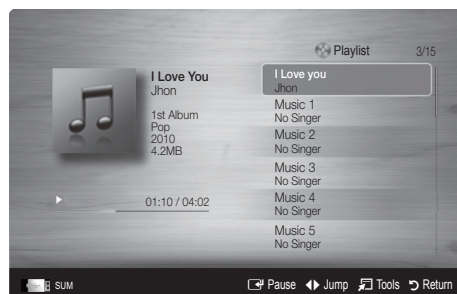 Playlist 3/15
I Love You
Jhon
1st Album
Pop
2010
4.2MB
01:10 / 04:02
I Love you
Jhon
Music 1
No Singer
Music 2
No Singer
Music 3
No Singer
Music 4
No Singer
Music 5
No Singer
SUM Pause Jump Tools Return